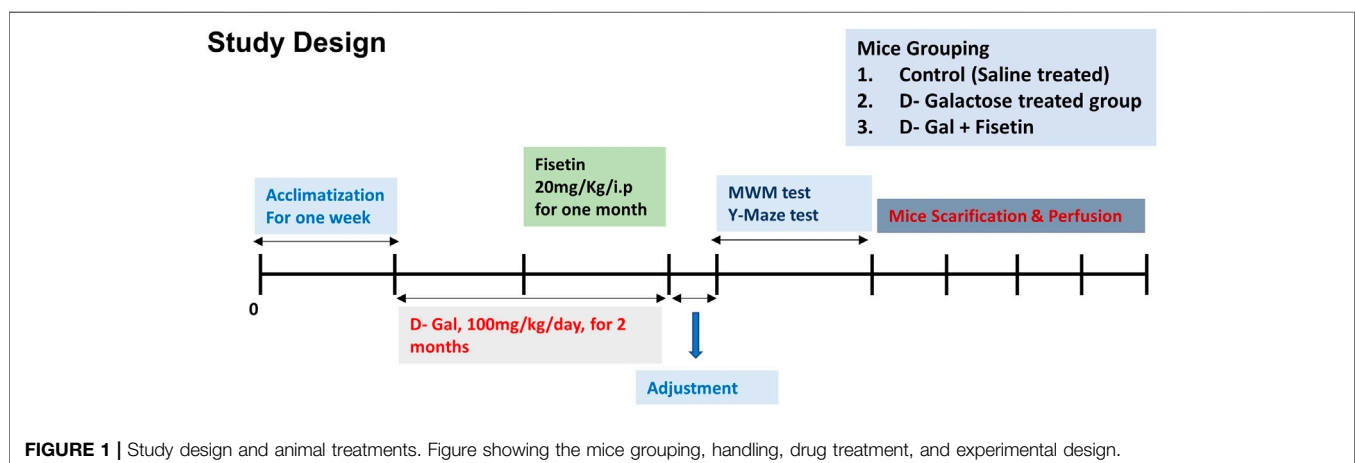 Study Design
Mice Grouping
1. Control (Saline treated)
2. D- Galactose treated group
3. D- Gal + Fisetin
Fisetin
20mg/Kg/i.p
for one month
Acclimatization
For one week
MWM test
Y-Maze test
Mice Scarification & Perfusion
0
D- Gal, 100mg/kg/day, for 2
months
Adjustment
FIGURE 1 | Study design and animal treatments. Figure showing the mice grouping, handling, drug treatment, and experimental design.